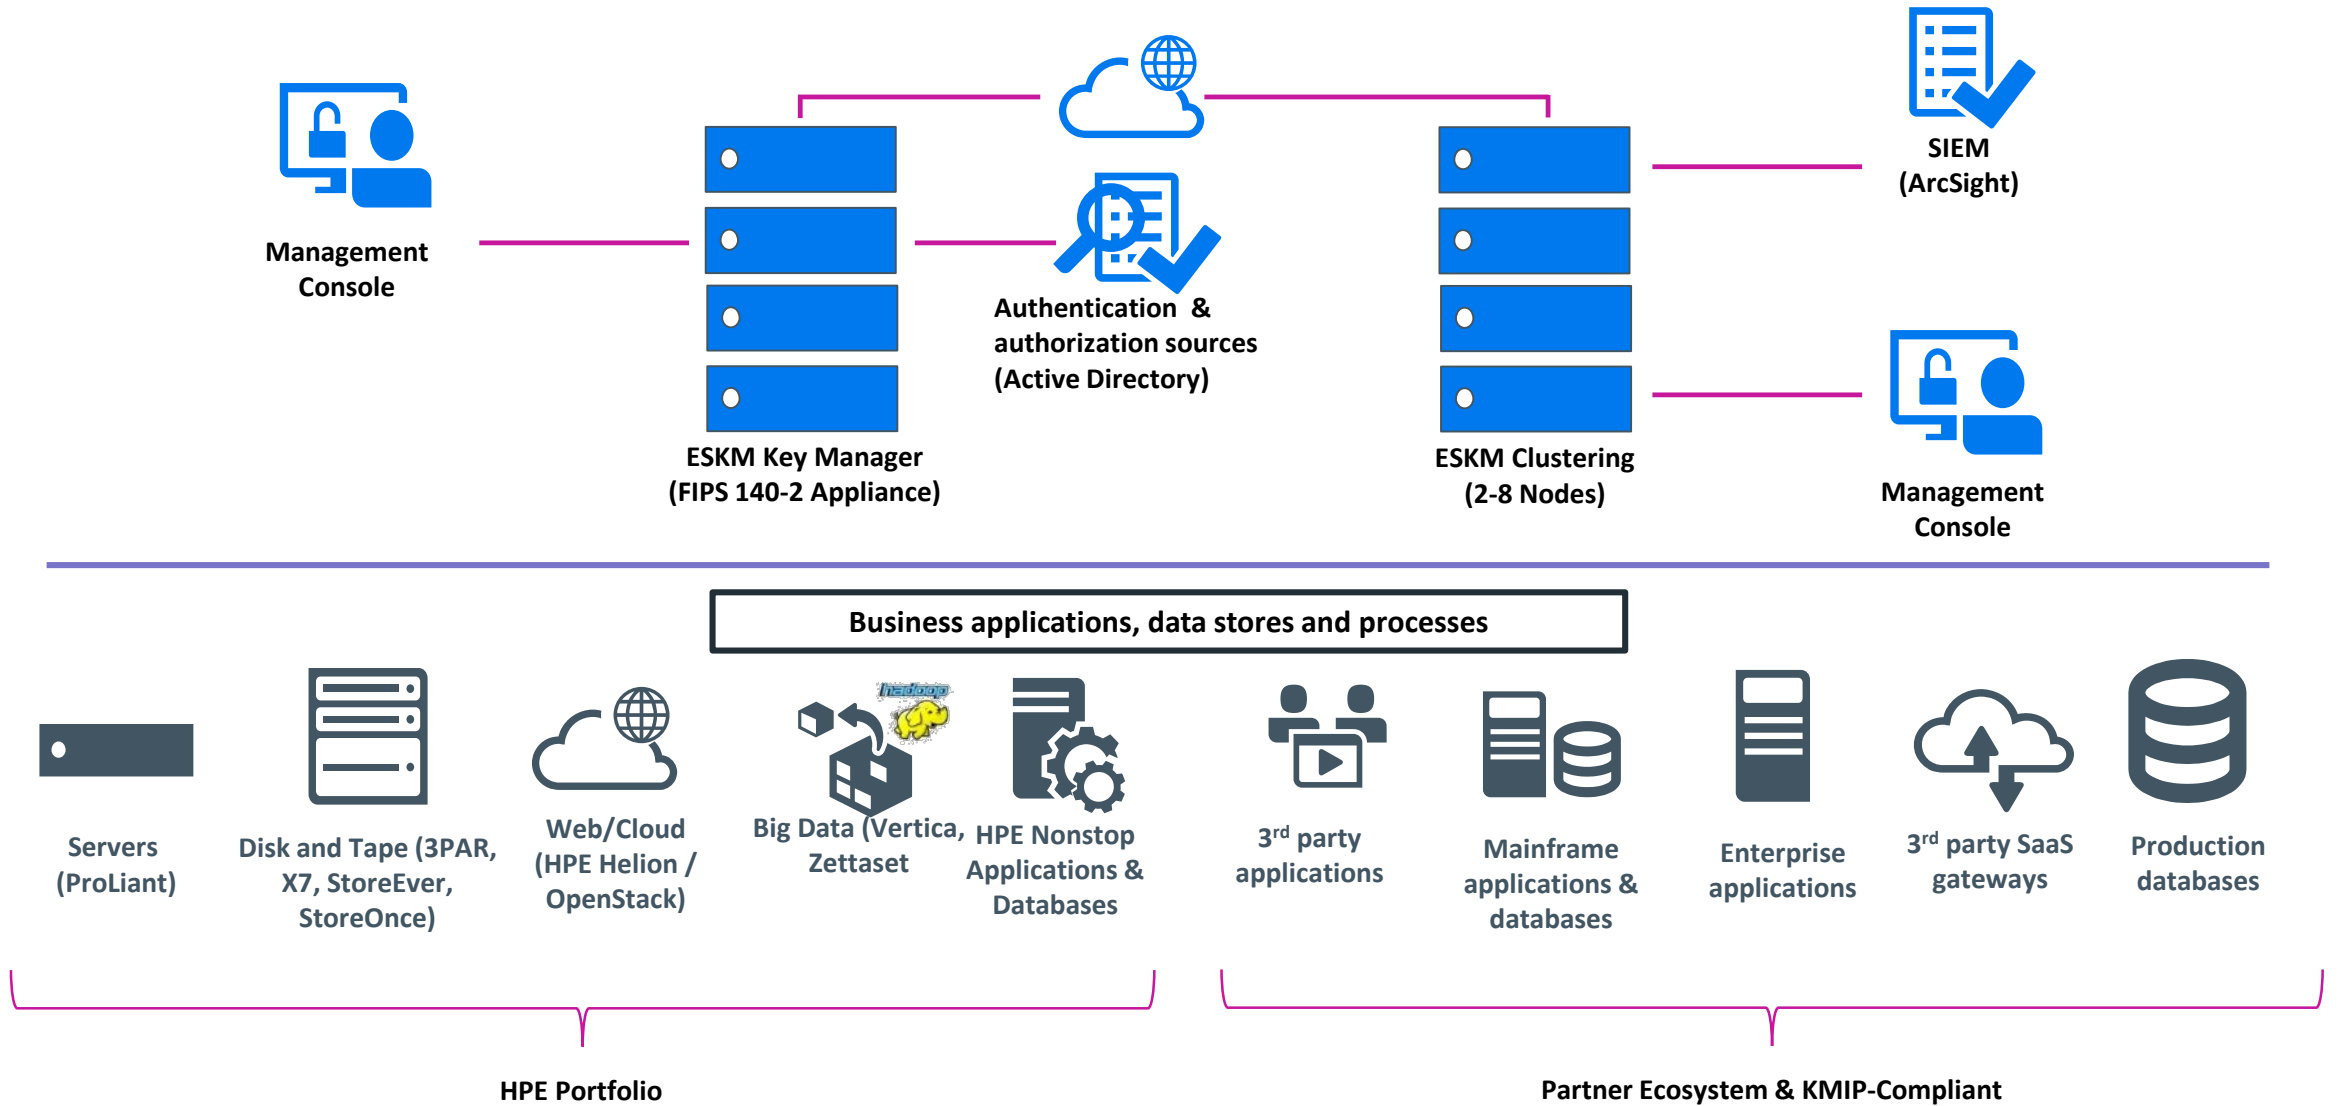 SIEM
(ArcSight)
Management
Console
Authentication  &
authorization sources
(Active Directory)
ESKM Key Manager
(FIPS 140-2 Appliance)
ESKM Clustering
(2-8 Nodes)
Management
Console
Business applications, data stores and processes
hadoop
Servers
(ProLiant)
Disk and Tape (3PAR,
X7, StoreEver,
StoreOnce)
Web/Cloud
(HPE Helion /
OpenStack)
Big Data (Vertica,
Zettaset
HPE Nonstop
Applications &
Databases
3rd party
applications
Mainframe
applications &
databases
Enterprise
applications
3rd party SaaS
gateways
Production
databases
HPE Portfolio
Partner Ecosystem & KMIP-Compliant